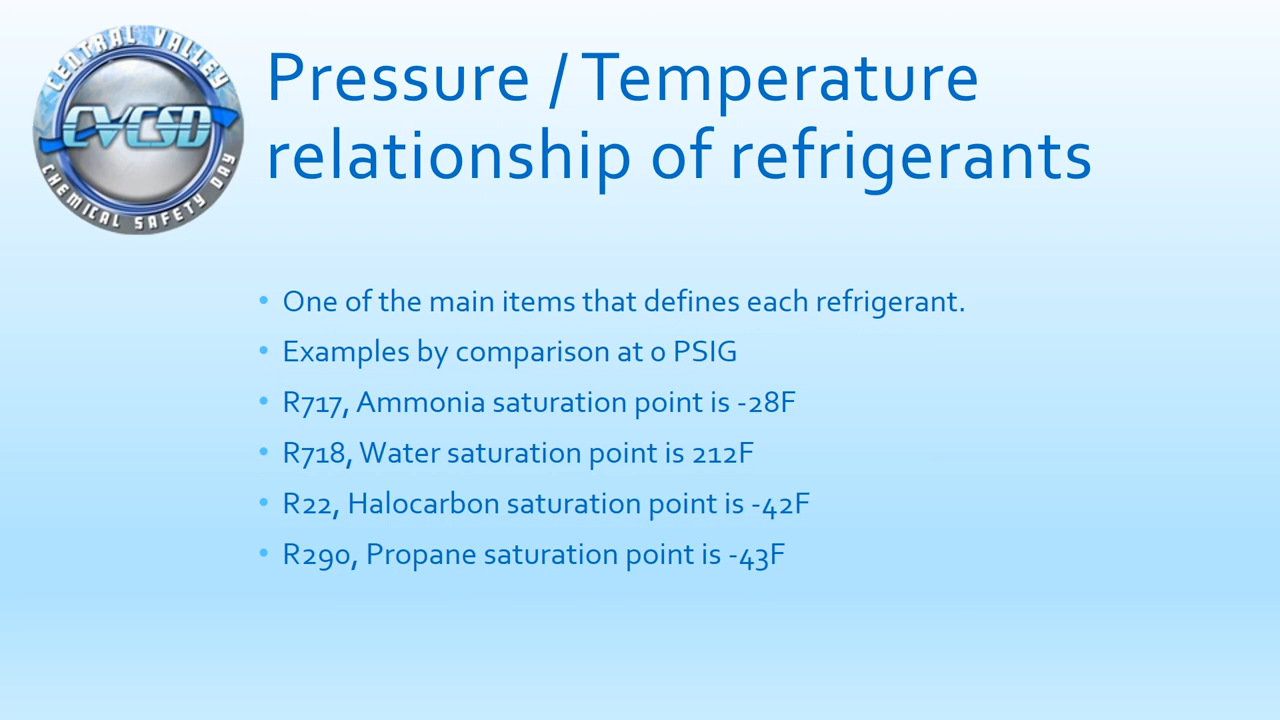 CENTRAL VALLEY
CVCSD
CHEMICAL SAFETY DAY
Pressure / Temperature
relationship of refrigerants
• One of the main items that defines each refrigerant.
• Examples by comparison at 0 PSIG
• R717, Ammonia saturation point is -28F
• R718, Water saturation point is 212F
• R22, Halocarbon saturation point is -42F
• R290, Propane saturation point is -43F